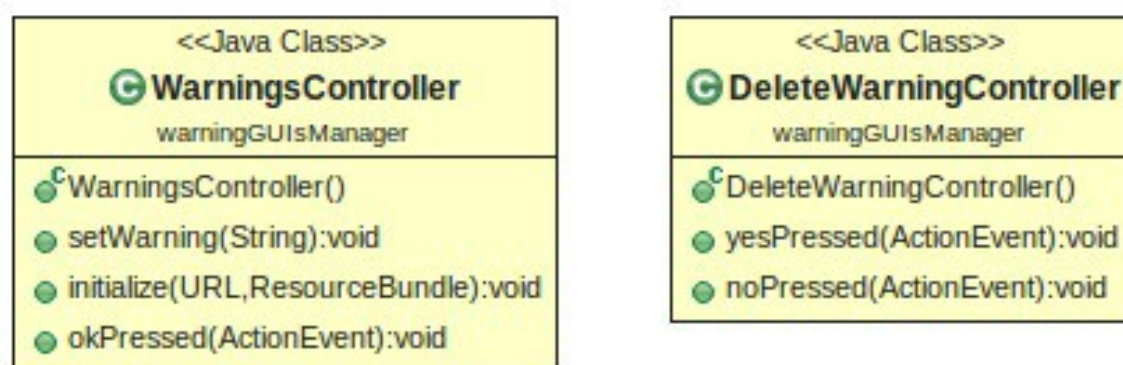 <<Java Class>>
WarningsController
warningGUIsManager
WarningsController()
setWarning(String):void
initialize(URL,ResourceBundle):void
okPressed(ActionEvent):void
<<Java Class>>
DeleteWarningController
warningGUIsManager
DeleteWarningController()
yesPressed(ActionEvent):void
noPressed(ActionEvent):void